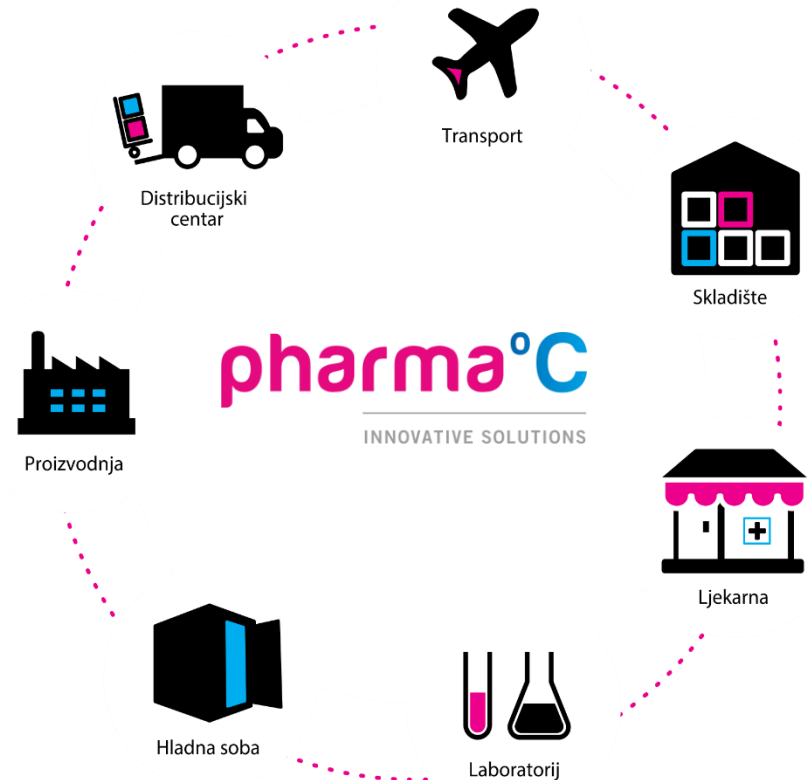 Transport
Distribucijski
centar
Skladište
pharma°C
INNOVATIVE SOLUTIONS
Proizvodnja
Ljekarna
Hladna soba
Laboratorij